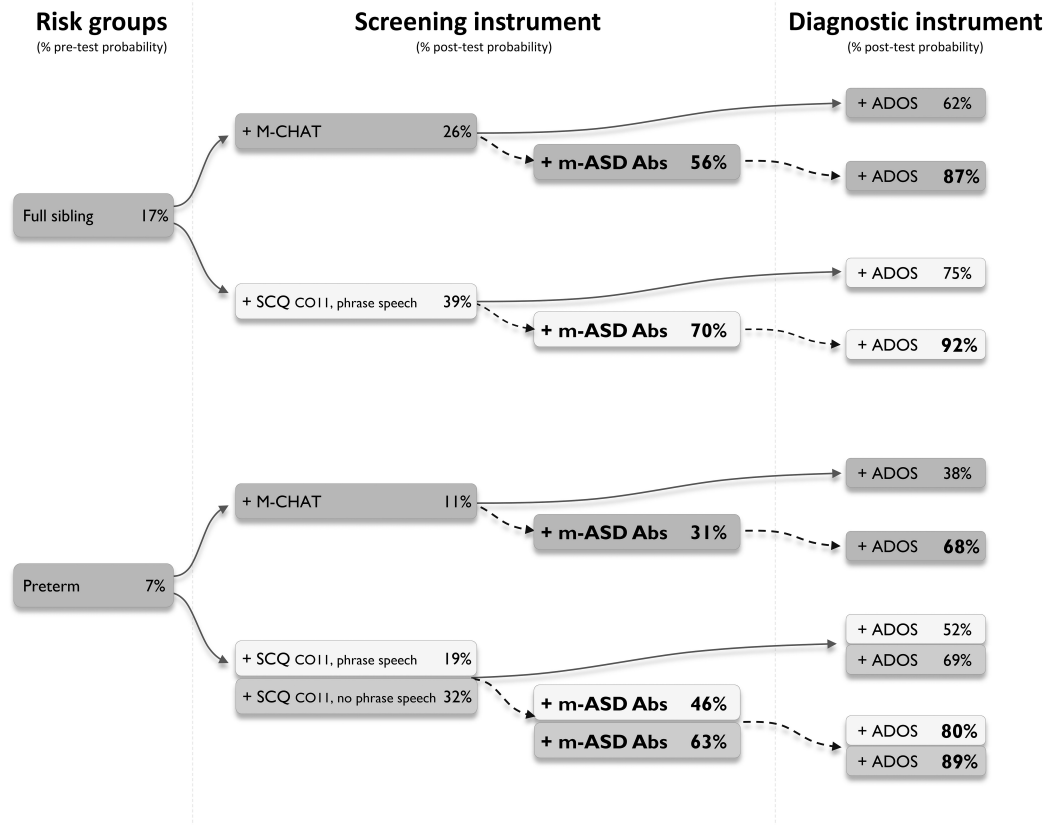 Risk groups
(% pre-test probability)
Screening instrument
(% post-test probability)
Diagnostic instrument
(% post-test probability)
Full sibling 17%
+ M-CHAT 26%
+ m-ASD Abs 56%
+ ADOS 62%
+ ADOS 87%
+ SCQ CO11, phrase speech 39%
+ m-ASD Abs 70%
+ ADOS 75%
+ ADOS 92%
Preterm 7%
+ M-CHAT 11%
+ m-ASD Abs 31%
+ ADOS 38%
+ ADOS 68%
+ SCQ CO11, phrase speech 19%
+ SCQ CO11, no phrase speech 32%
+ m-ASD Abs 46%
+ m-ASD Abs 63%
+ ADOS 52%
+ ADOS 69%
+ ADOS 80%
+ ADOS 89%